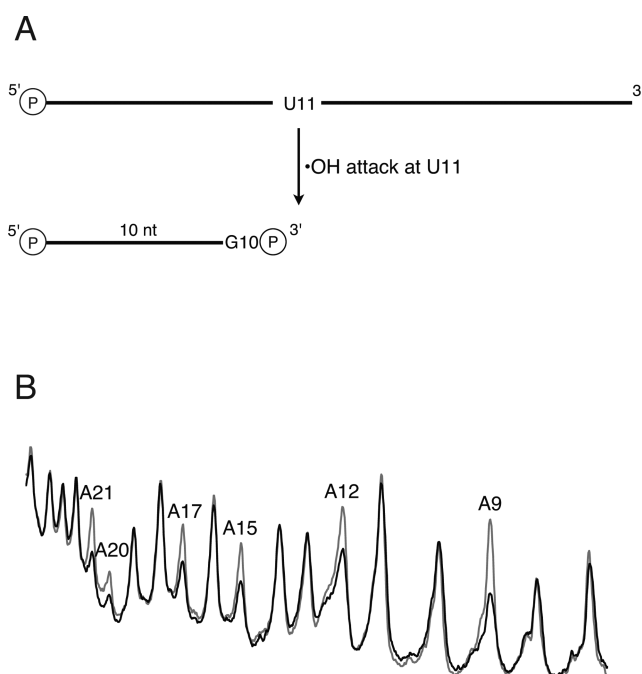 A
5' P U11 3
•OH attack at U11
5' P 10 nt G10 P 3'
B
A21 A20 A17 A15 A12 A9